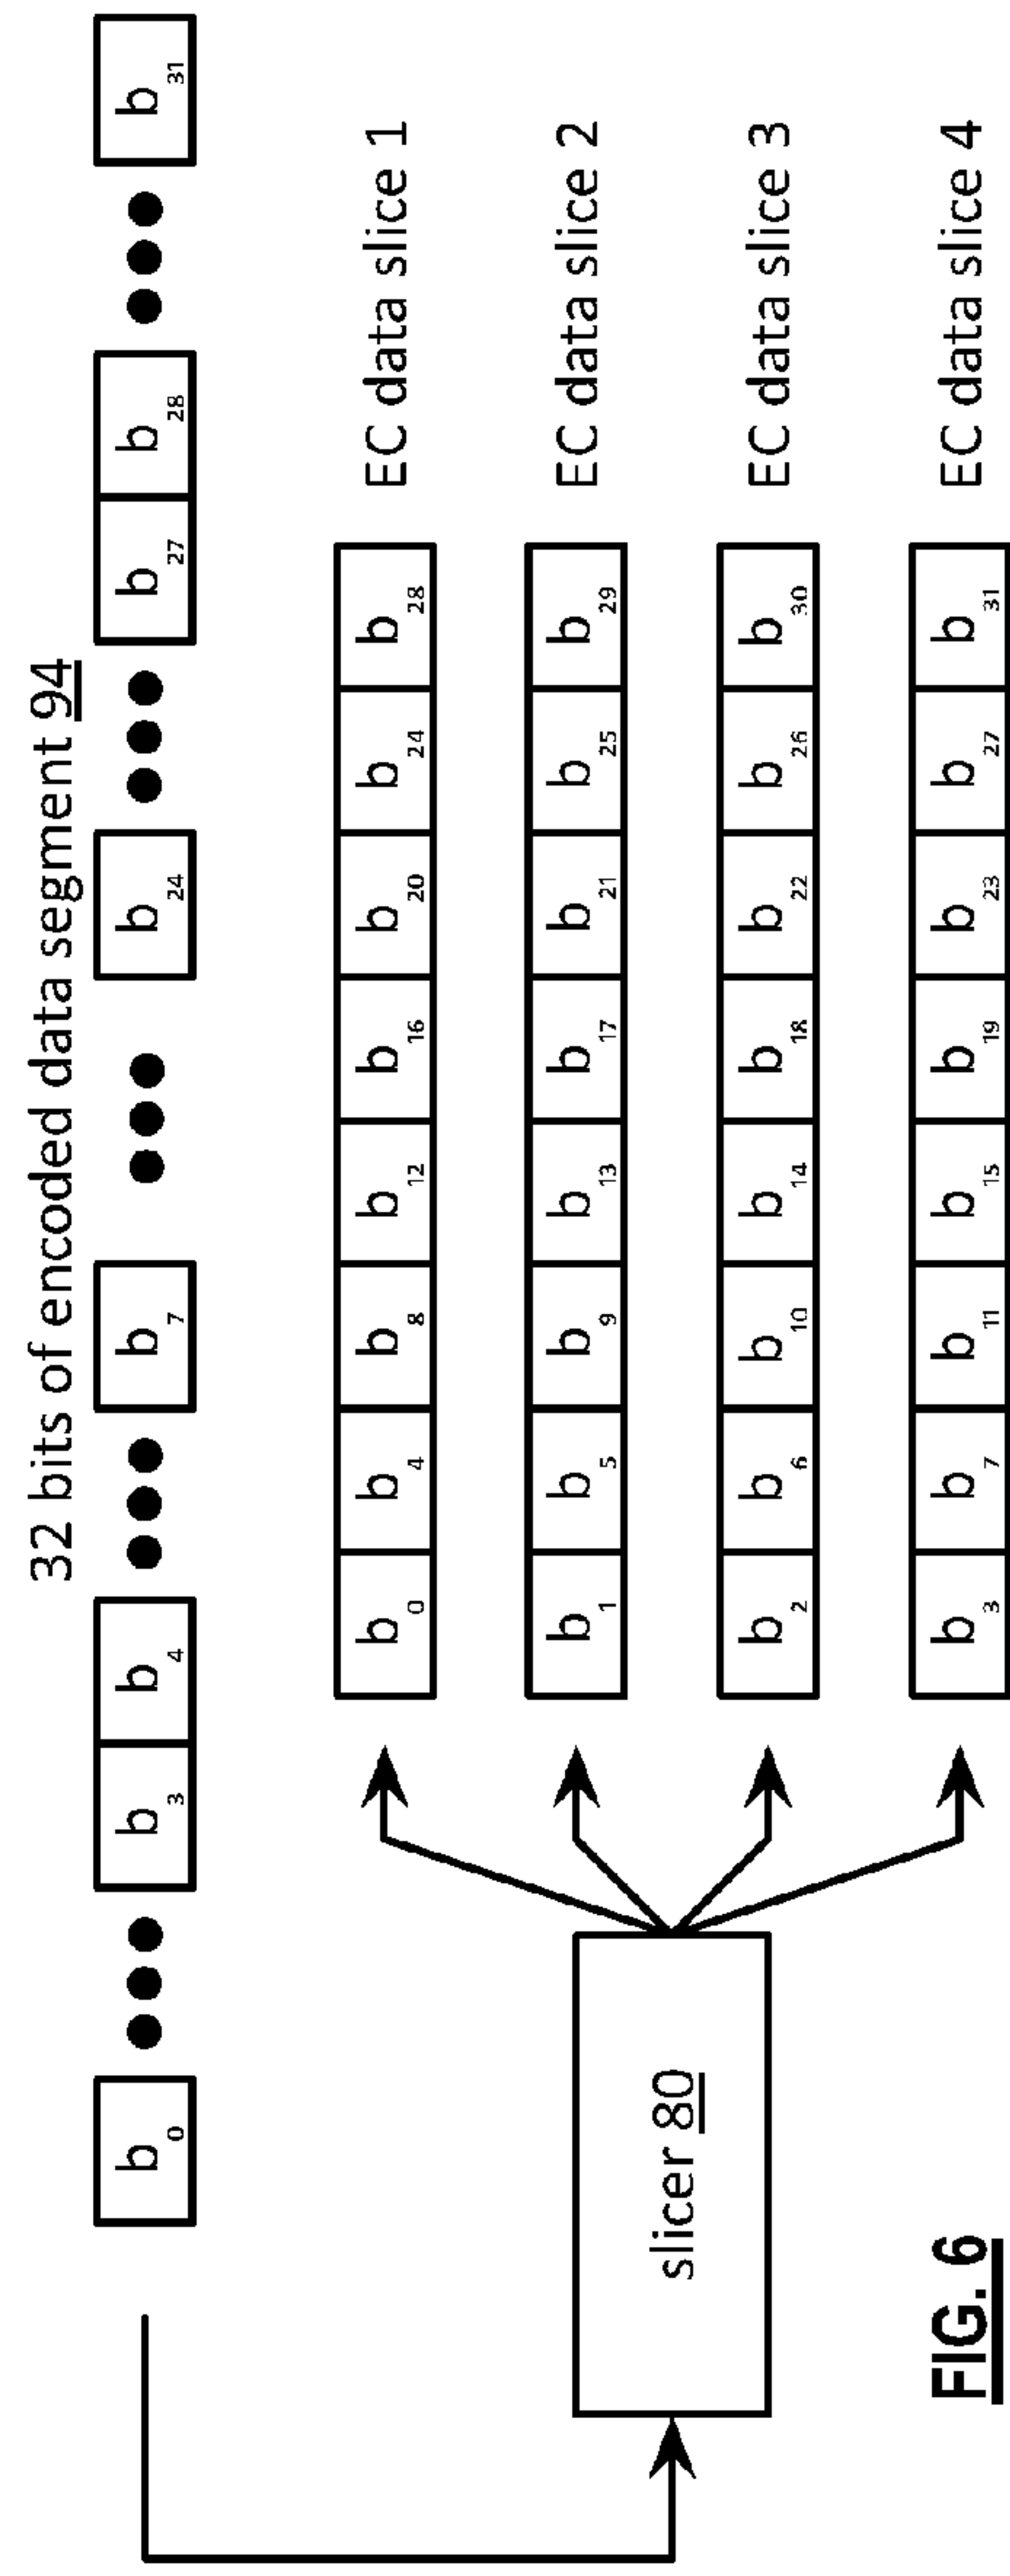 32 bits of encoded data segment 94
b0 ●●● b3 b4 ●●● b7 ●●● b24 ●●● b27 b28 ●●● b31
b0 b4 b8 b12 b16 b20 b24 b28 EC data slice 1
b1 b5 b9 b13 b17 b21 b25 b29 EC data slice 2
slicer 80
b2 b6 b10 b14 b18 b22 b26 b30 EC data slice 3
b3 b7 b11 b15 b19 b23 b27 b31 EC data slice 4
FIG. 6